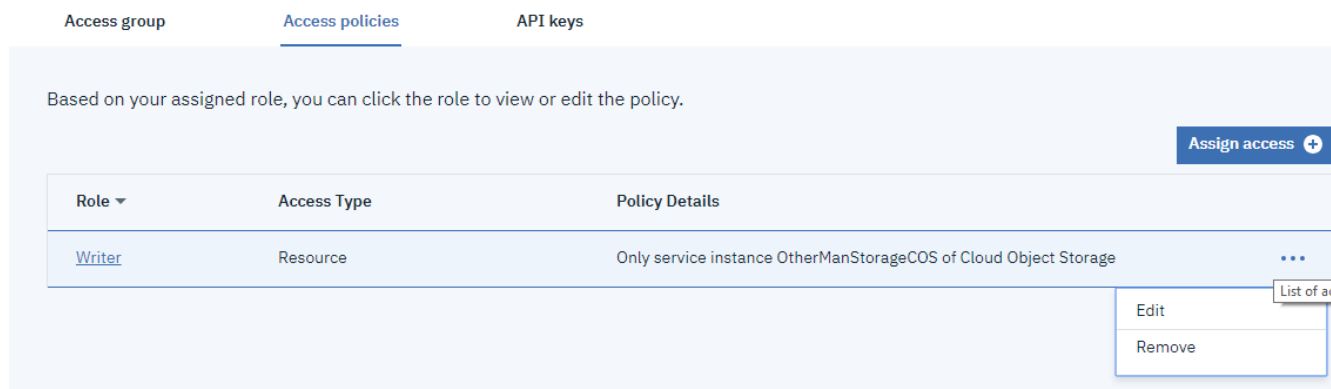 Access group Access policies API keys
Based on your assigned role, you can click the role to view or edit the policy.
Assign access
Role Access Type Policy Details
Writer Resource Only service instance OtherManStorageCOS of Cloud Object Storage
List of
Edit
Remove